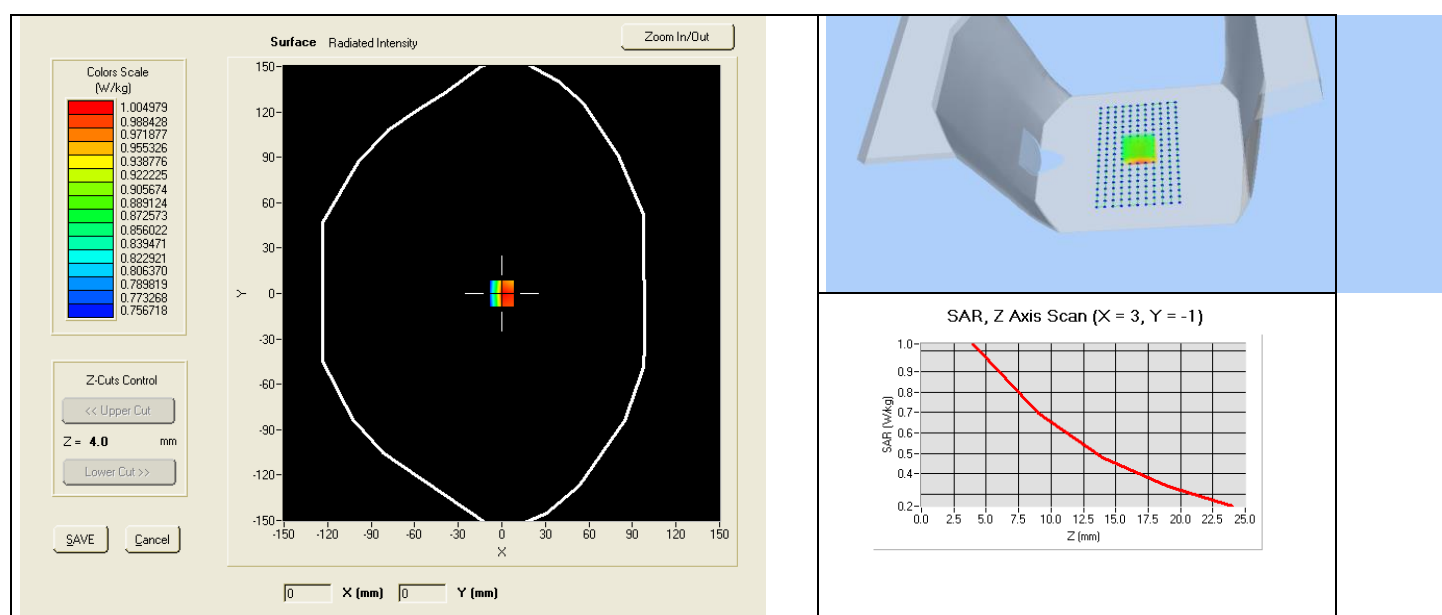 Surface Radiated Intensity
Zoom In/Out
Colors Scale
(W/kg)
1.004979
0.988428
0.971877
0.955326
0.938776
0.922225
0.905674
0.889124
0.872573
0.856022
0.839471
0.822921
0.806370
0.789819
0.773268
0.756718
Z-Cuts Control
<< Upper Cut
Z = 4.0 mm
Lower Cut >>
SAVE Cancel
150-
120-
90-
60-
30-
0-
-30-
-60-
-90-
-120-
-150-
Y
-150 -120 -90 -60 -30 0 30 60 90 120 150
X
0 X (mm) 0 Y (mm)
SAR, Z Axis Scan (X = 3, Y = -1)
SAR (W/kg)
1.0-
0.9-
0.8-
0.7-
0.6-
0.5-
0.4-
0.2-
0.0 2.5 5.0 7.5 10.0 12.5 15.0 17.5 20.0 22.5 25.0
Z (mm)